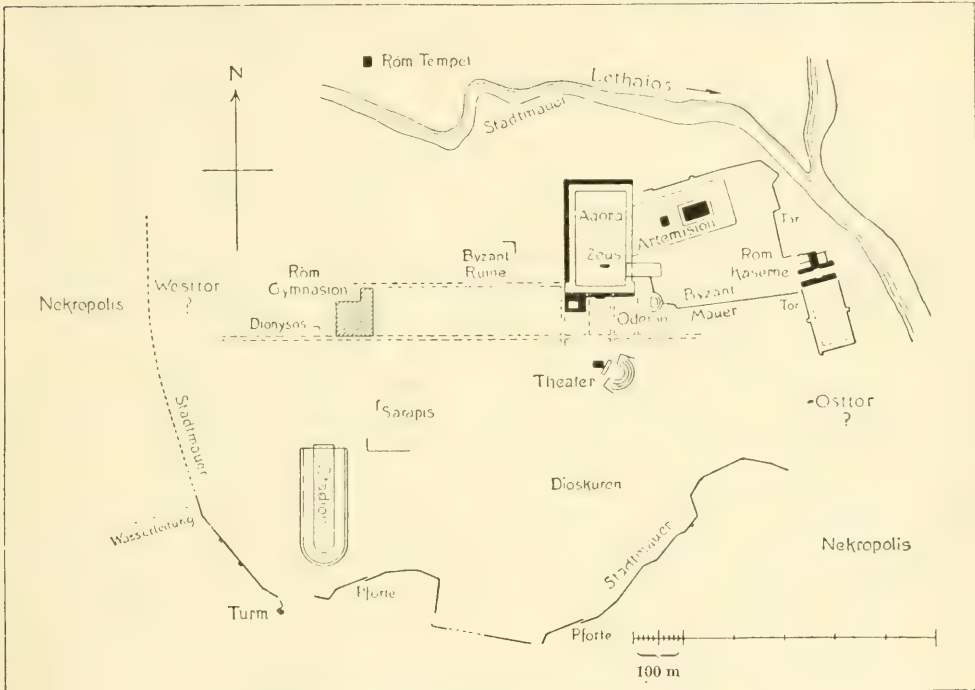 Röm Tempel
N
Lethaios
Stadtmauer
Agora
Zeus
Artemision
Tor
Byzant
Ruine
Röm
Gymnasion
Röm
Kaserne
Nekropolis
Westtor
?
Byzant
Mauer
Odeion
Tor
Dionysos
Theater
Sarapis
Osttor
?
Stadtmauer
Stadion
Dioskuren
Wasserleitung
Stadtmauer
Nekropolis
Turm
Pforte
Pforte
100 m